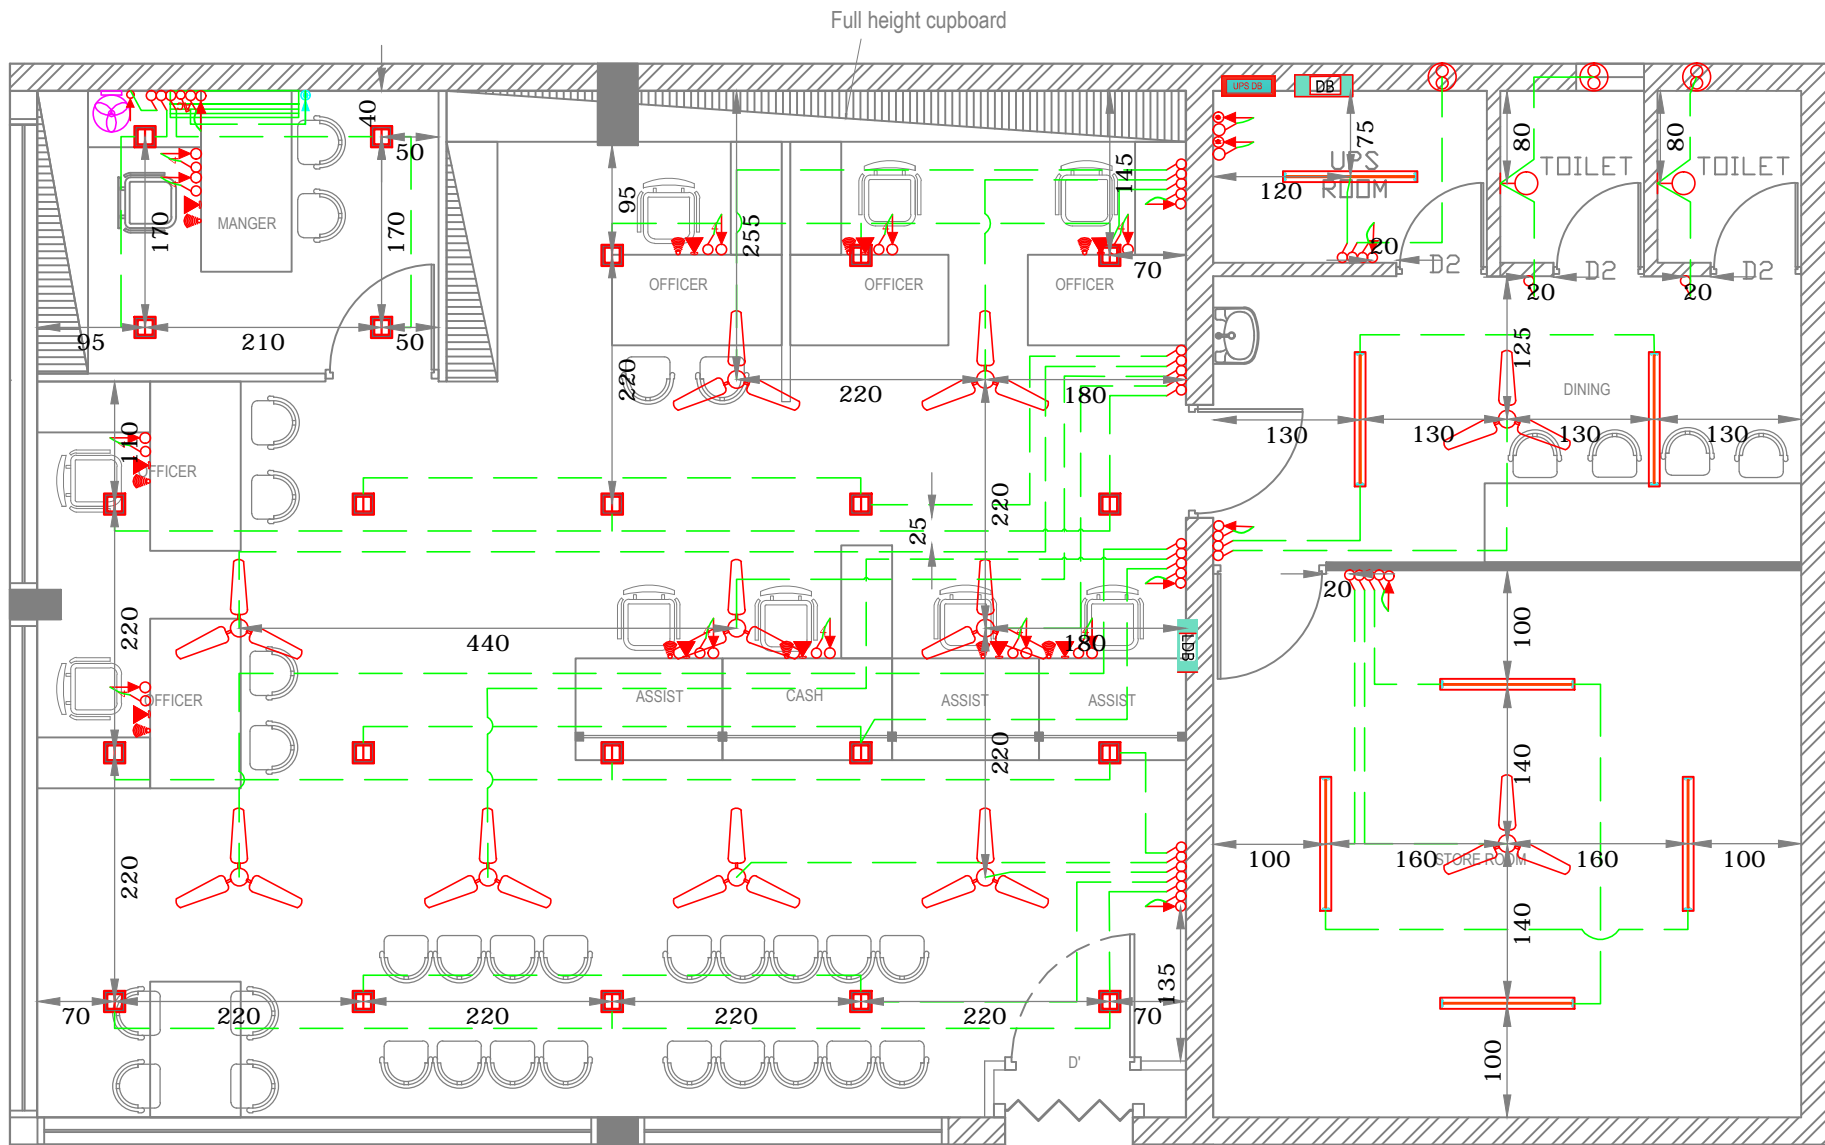 Full height cupboard
UPS DB
DB
40
50
75
80
80
TOILET
TOILET
UPS
ROOM
120
145
95
170
170
MANGER
255
20
D2
D2
D2
20
20
70
OFFICER
OFFICER
OFFICER
95
210
50
125
220
220
180
DINING
130
130
130
130
110
OFFICER
220
25
20
100
220
440
180
LDB
ASSIST
CASH
ASSIST
ASSIST
OFFICER
220
140
220
100
160
STORE ROOM
160
100
140
135
70
220
220
220
220
70
100
D'